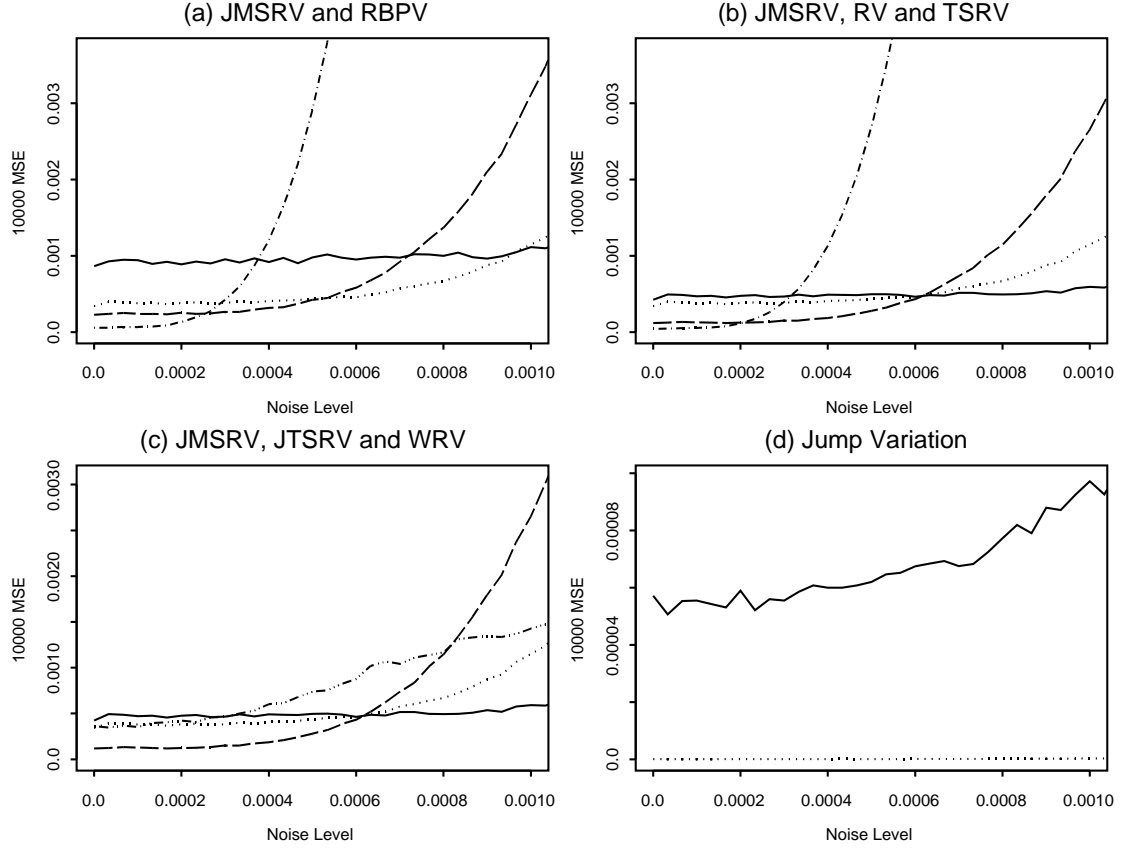 (a) JMSRV and RBPV
10000 MSE
0.003
0.002
0.001
0.0
0.0 0.0002 0.0004 0.0006 0.0008 0.0010
Noise Level
(b) JMSRV, RV and TSRV
10000 MSE
0.003
0.002
0.001
0.0
0.0 0.0002 0.0004 0.0006 0.0008 0.0010
Noise Level
(c) JMSRV, JTSRV and WRV
10000 MSE
0.0030
0.0020
0.0010
0.0
0.0 0.0002 0.0004 0.0006 0.0008 0.0010
Noise Level
(d) Jump Variation
10000 MSE
0.00008
0.00004
0.0
0.0 0.0002 0.0004 0.0006 0.0008 0.0010
Noise Level